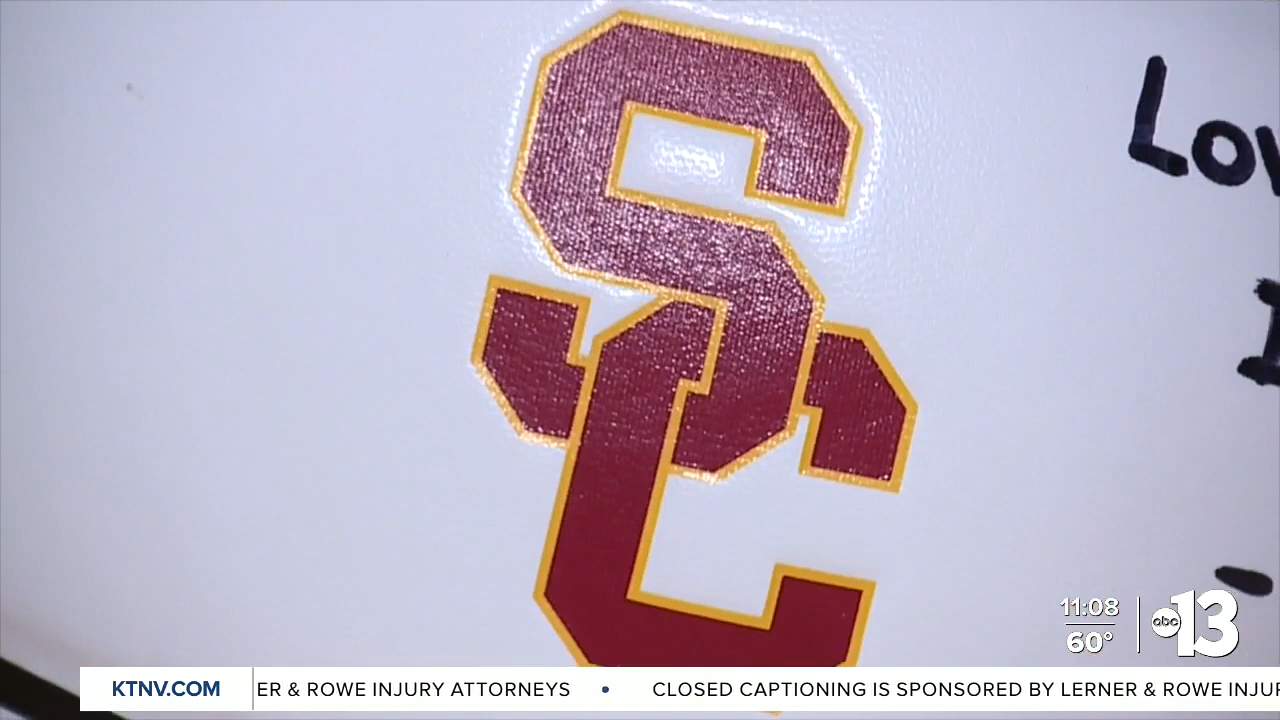 SC
11:08
60°
abc 13
KTNV.COM ER & ROWE INJURY ATTORNEYS • CLOSED CAPTIONING IS SPONSORED BY LERNER & ROWE